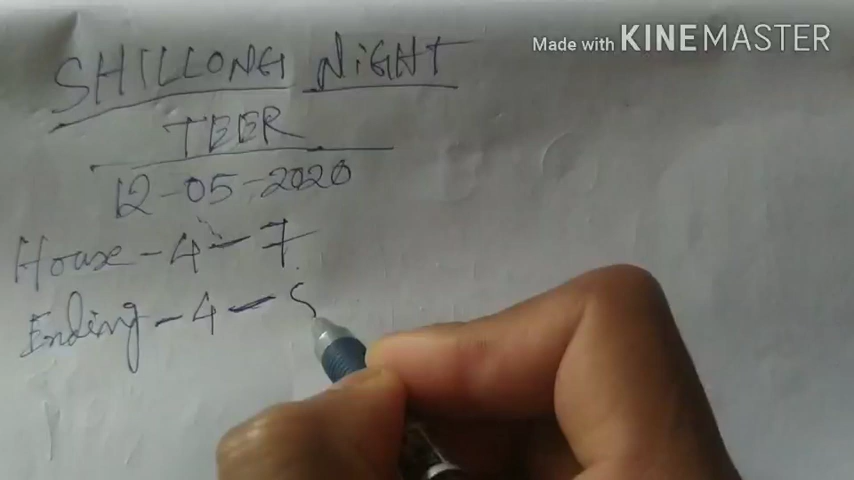 Made with KINEMASTER
SHILLONG NIGHT
TEER
12-05-2020
House - 4 - 7
Ending - 4 -